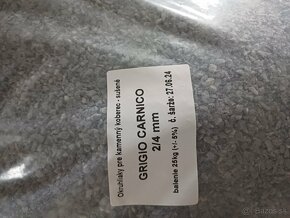 Okruhliaky pre kamenný koberec - sušené
GRIGIO CARNICO
2/4 mm
balenie 25kg (+/- 5%) č. šarže: 27.06.24